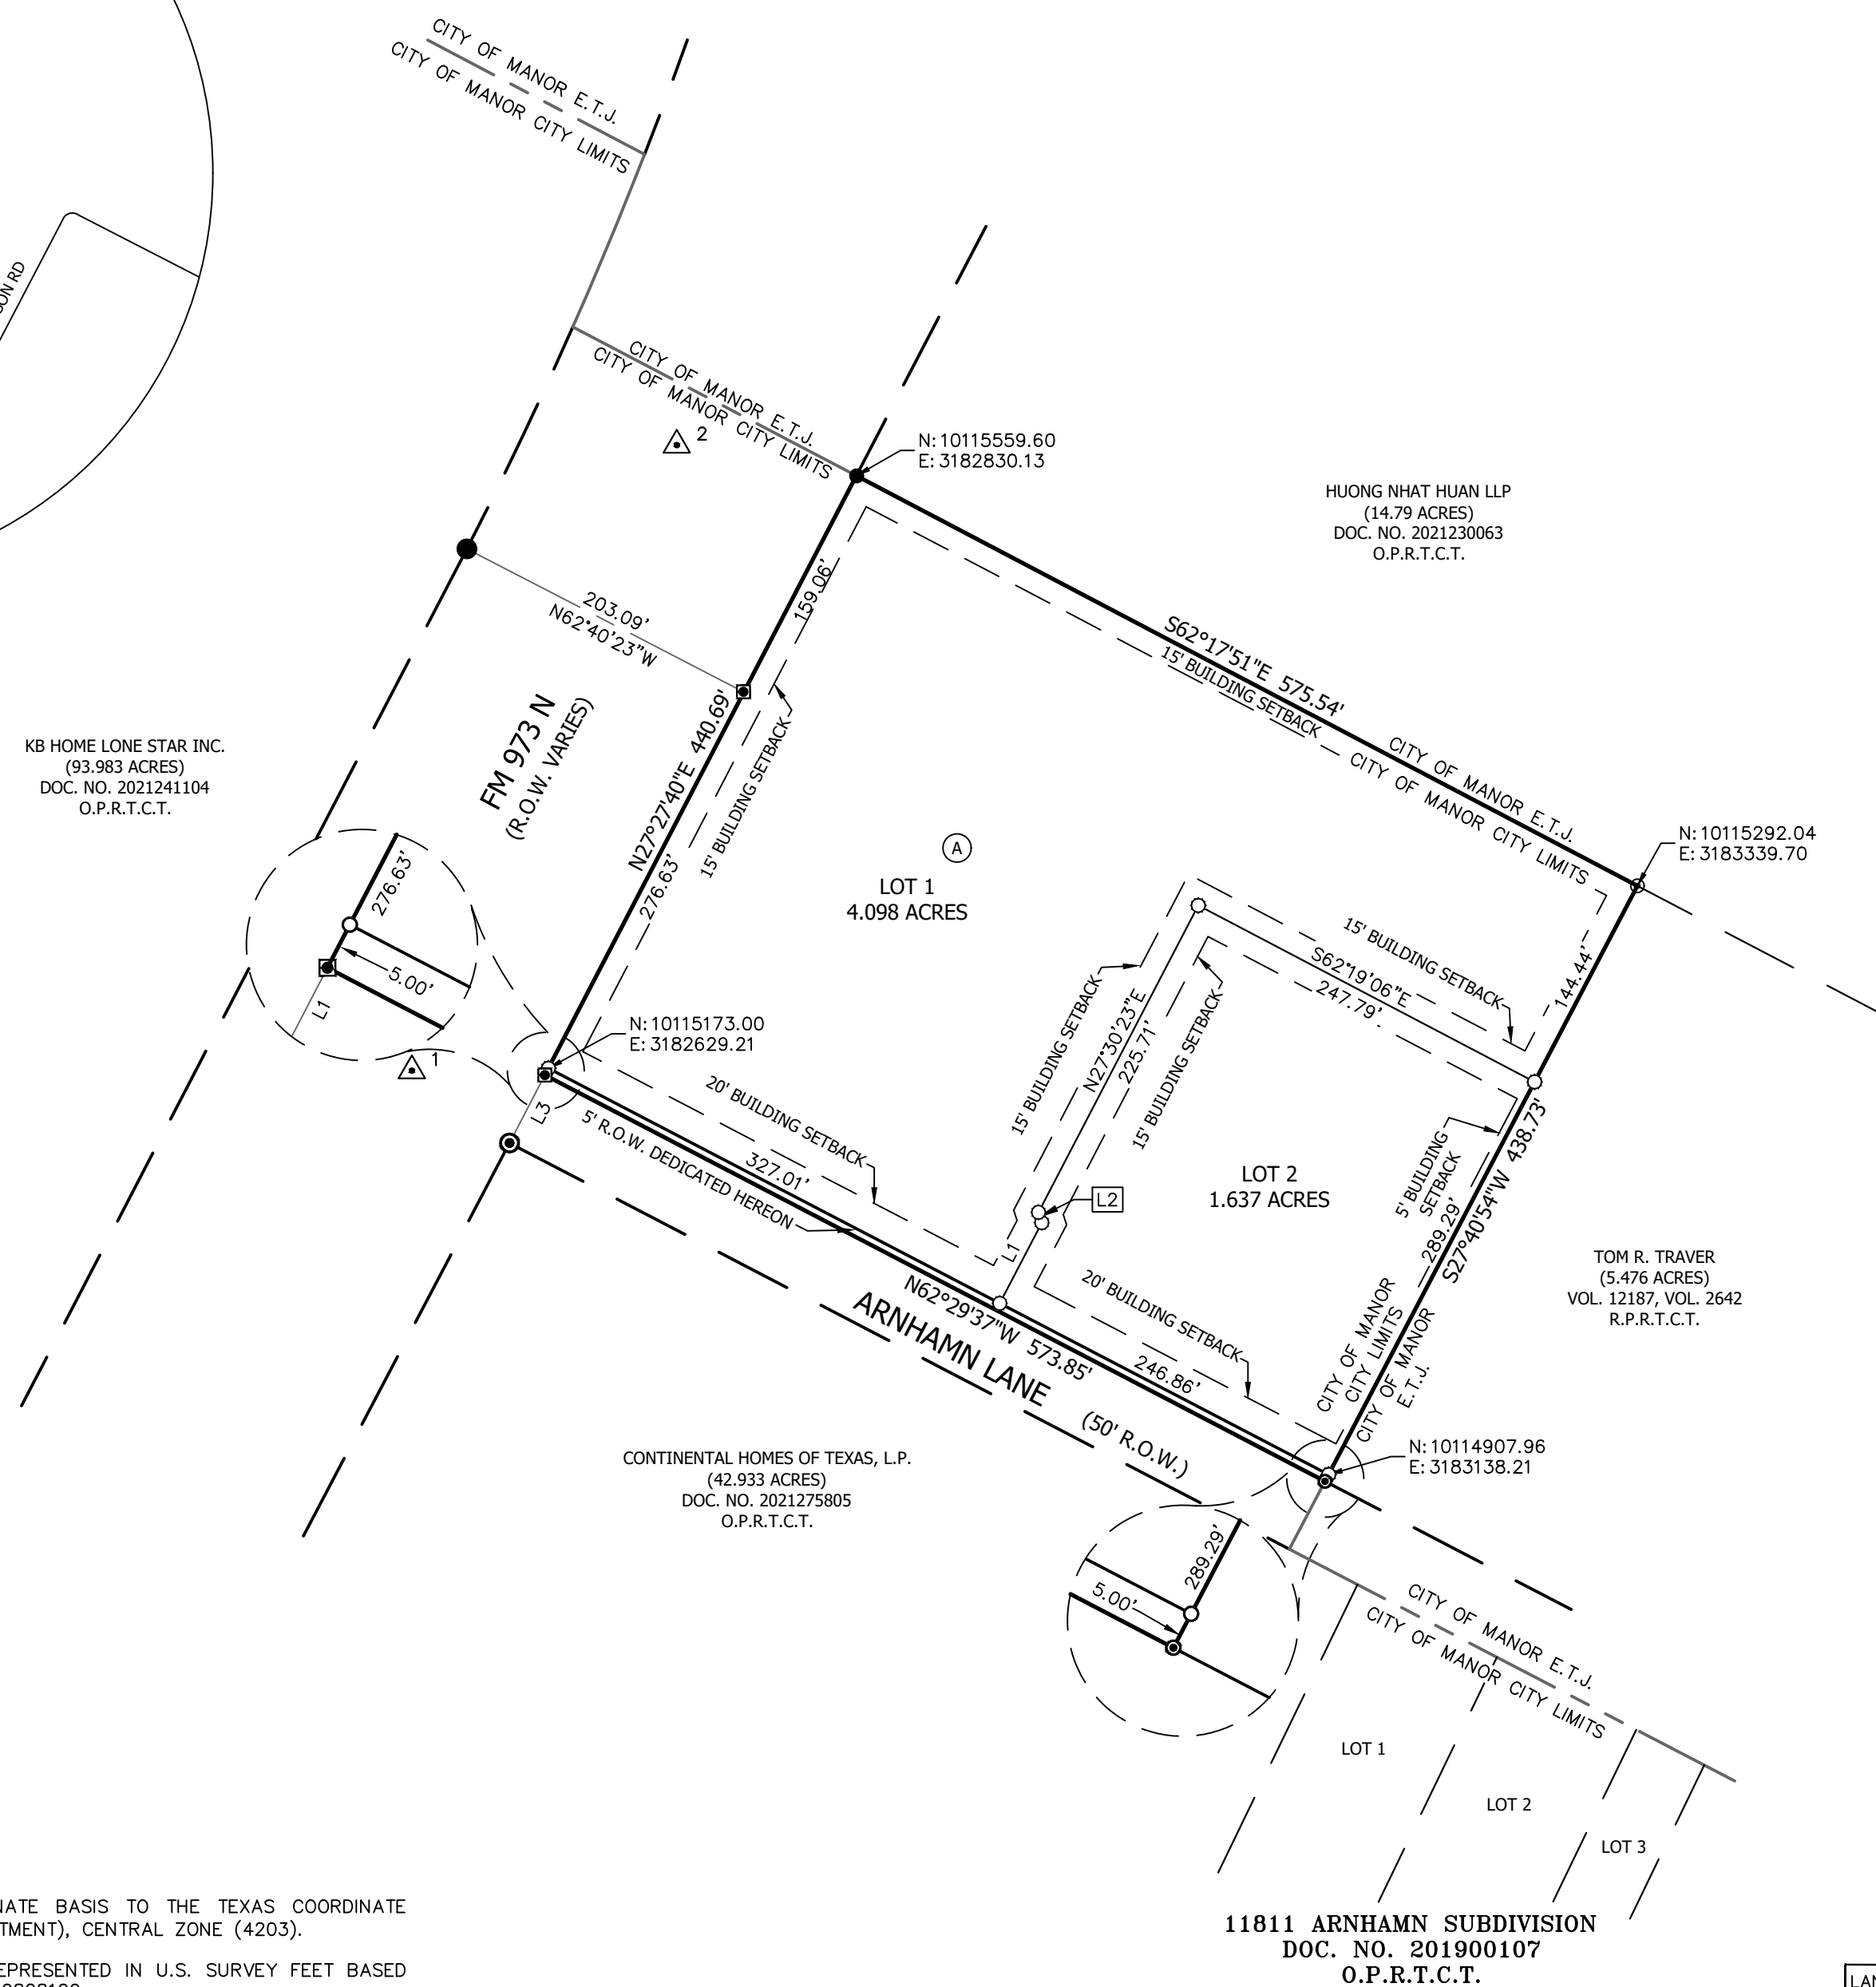 CITY OF MANOR E.T.J.
CITY OF MANOR CITY LIMITS
CITY OF MANOR E.T.J.
CITY OF MANOR CITY LIMITS
2
N: 10115559.60
E: 3182830.13
HUONG NHAT HUAN LLP
(14.79 ACRES)
DOC. NO. 2021230063
O.P.R.T.C.T.
203.09'
N62°40'23"W
159.06'
S62°17'51"E 575.54'
15' BUILDING SETBACK
CITY OF MANOR E.T.J.
CITY OF MANOR CITY LIMITS
KB HOME LONE STAR INC.
(93.983 ACRES)
DOC. NO. 2021241104
O.P.R.T.C.T.
FM 973 N
(R.O.W. VARIES)
N27°27'40"E 440.69'
276.63'
15' BUILDING SETBACK
A
LOT 1
4.098 ACRES
N: 10115292.04
E: 3183339.70
276.63'
5.00'
L1
1
N: 10115173.00
E: 3182629.21
L3
15' BUILDING SETBACK
S62°19'06"E
247.79'
144.44'
15' BUILDING SETBACK
N27°30'23"E
225.71'
15' BUILDING SETBACK
20' BUILDING SETBACK
5' R.O.W. DEDICATED HEREON
327.01'
L2
L1
LOT 2
1.637 ACRES
5' BUILDING
SETBACK
289.29'
S27°40'54"W 438.73'
TOM R. TRAVER
(5.476 ACRES)
VOL. 12187, VOL. 2642
R.P.R.T.C.T.
N62°29'37"W 573.85'
ARNHAMN LANE
(50' R.O.W.)
20' BUILDING SETBACK
246.86'
CITY OF MANOR
CITY LIMITS
CITY OF MANOR
E.T.J.
N: 10114907.96
E: 3183138.21
CONTINENTAL HOMES OF TEXAS, L.P.
(42.933 ACRES)
DOC. NO. 2021275805
O.P.R.T.C.T.
289.29'
5.00'
CITY OF MANOR E.T.J.
CITY OF MANOR CITY LIMITS
LOT 1
LOT 2
LOT 3
11811 ARNHAMN SUBDIVISION
DOC. NO. 201900107
O.P.R.T.C.T.
BASIS TO THE TEXAS COORDINATE
CENTRAL ZONE (4203).
IN U.S. SURVEY FEET BASED